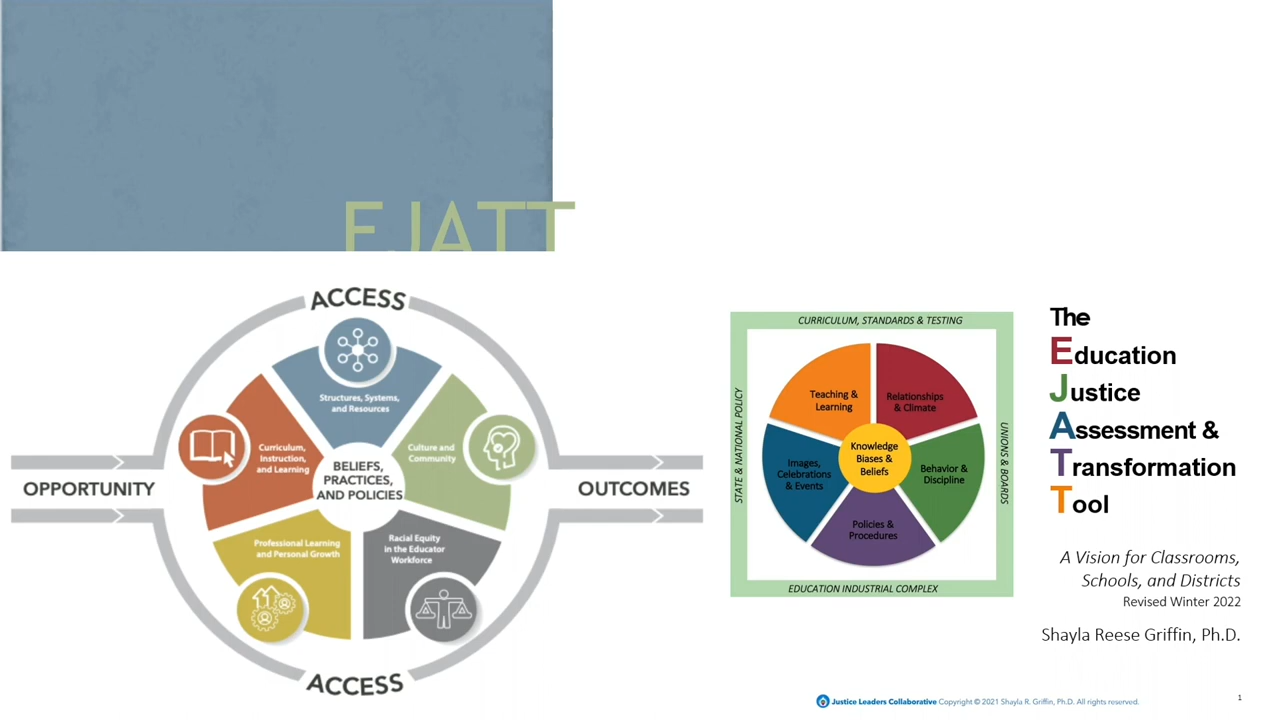 EJATT
ACCESS
Structures, Systems,
and Resources
Curriculum,
Instruction,
and Learning
Culture and
Community
BELIEFS,
PRACTICES,
AND POLICIES
OPPORTUNITY
OUTCOMES
Professional Learning
and Personal Growth
Racial Equity
in the Educator
Workforce
ACCESS
CURRICULUM, STANDARDS & TESTING
STATE & NATIONAL POLICY
UNIONS & BOARDS
Teaching &
Learning
Relationships
& Climate
Knowledge
Biases &
Beliefs
Images,
Celebrations
& Events
Behavior &
Discipline
Policies &
Procedures
EDUCATION INDUSTRIAL COMPLEX
The
Education
Justice
Assessment &
Transformation
Tool
A Vision for Classrooms,
Schools, and Districts
Revised Winter 2022
Shayla Reese Griffin, Ph.D.
Justice Leaders Collaborative Copyright © 2021 Shayla R. Griffin, Ph.D. All rights reserved.
1